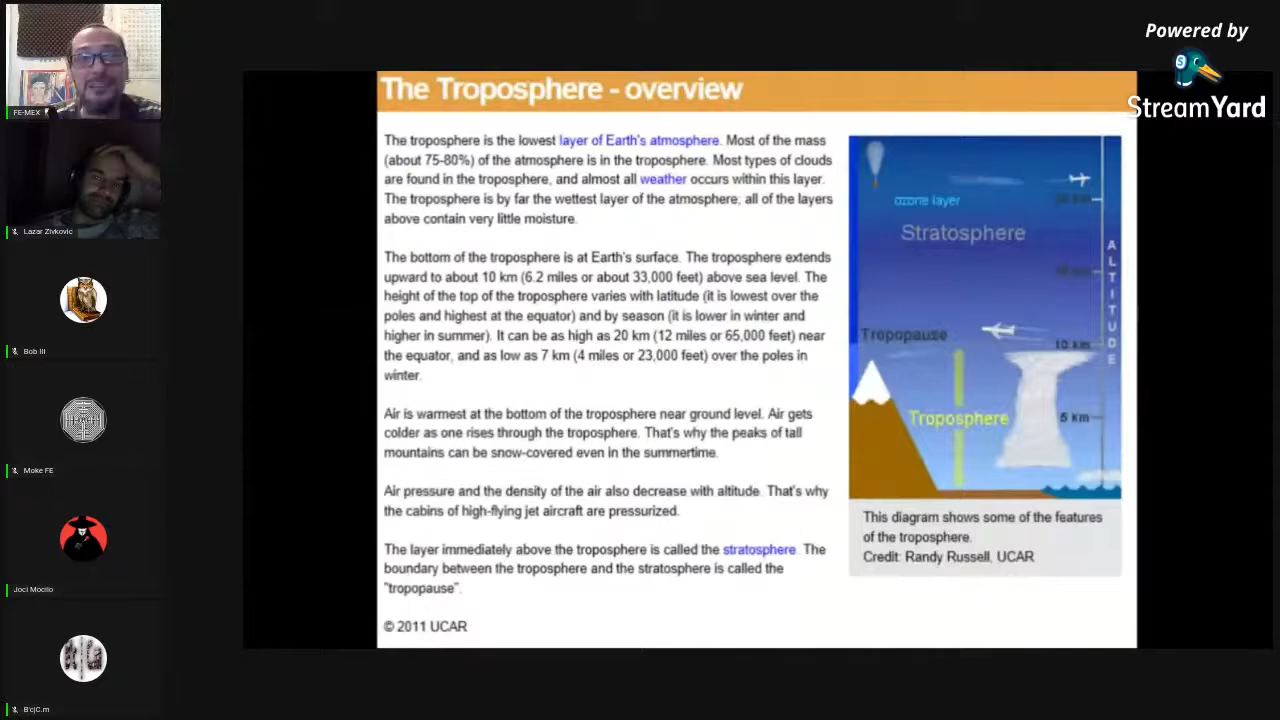 Powered by
StreamYard
FE-MEX
Lazar Zivkovic
Bob III
Moke FE
Joci Mocilo
B'cjC.m
The Troposphere - overview
The troposphere is the lowest layer of Earth's atmosphere. Most of the mass
(about 75-80%) of the atmosphere is in the troposphere. Most types of clouds
are found in the troposphere, and almost all weather occurs within this layer.
The troposphere is by far the wettest layer of the atmosphere; all of the layers
above contain very little moisture.
The bottom of the troposphere is at Earth's surface. The troposphere extends
upward to about 10 km (6.2 miles or about 33,000 feet) above sea level. The
height of the top of the troposphere varies with latitude (it is lowest over the
poles and highest at the equator) and by season (it is lower in winter and
higher in summer). It can be as high as 20 km (12 miles or 65,000 feet) near
the equator, and as low as 7 km (4 miles or 23,000 feet) over the poles in
winter.
Air is warmest at the bottom of the troposphere near ground level. Air gets
colder as one rises through the troposphere. That's why the peaks of tall
mountains can be snow-covered even in the summertime.
Air pressure and the density of the air also decrease with altitude. That's why
the cabins of high-flying jet aircraft are pressurized.
The layer immediately above the troposphere is called the stratosphere. The
boundary between the troposphere and the stratosphere is called the
"tropopause".
© 2011 UCAR
ozone layer
Stratosphere
Tropopause
10 km
Troposphere
5 km
ALTITUDE
This diagram shows some of the features
of the troposphere.
Credit: Randy Russell, UCAR